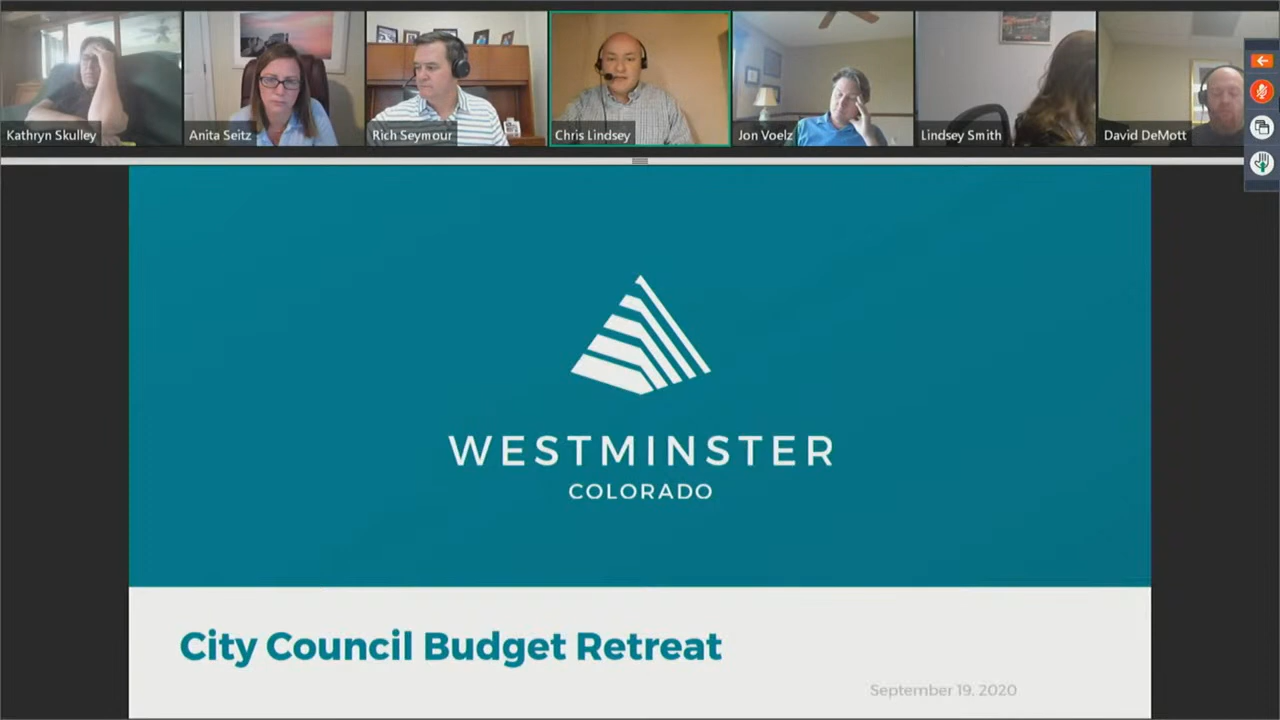 Kathryn Skulley
Anita Seitz
Rich Seymour
Chris Lindsey
Jon Voelz
Lindsey Smith
David DeMott
WESTMINSTER
COLORADO
City Council Budget Retreat
September 19, 2020